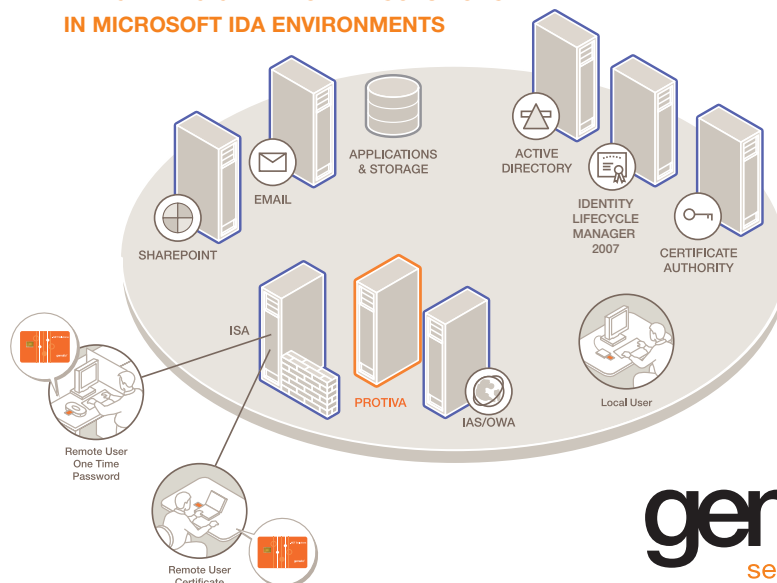 IN MICROSOFT IDA ENVIRONMENTS
APPLICATIONS
& STORAGE
ACTIVE
DIRECTORY
EMAIL
IDENTITY
LIFECYCLE
MANAGER
2007
SHAREPOINT
CERTIFICATE
AUTHORITY
ISA
PROTIVA
IAS/OWA
Local User
Remote User
One Time
Password
Remote User
Certificate